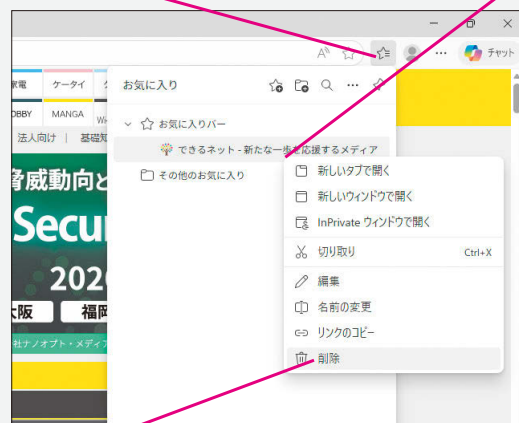 チャット
家電
ケータイ
お気に入り
OBBY
MANGA
お気に入りバー
法人向け | 基礎知
できるネット - 新たな一歩を応援するメディア
その他のお気に入り
新しいタブで開く
新しいウィンドウで開く
InPrivate ウィンドウで開く
切り取り Ctrl+X
編集
名前の変更
リンクのコピー
削除
脅威動向と
Secu
202
大阪
福岡
社ナノオプト・メディア